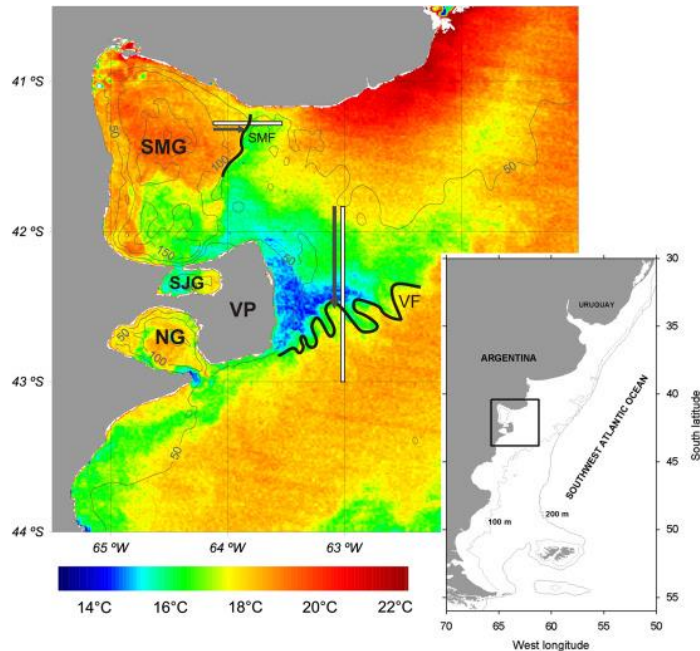 41 ºS
42 ºS
43 ºS
44 ºS
65 ºW
64 ºW
63 ºW
SMG
SMF
SJG
VP
VF
NG
50
100
50
150
50
50
100
50
14°C
16°C
18°C
20°C
22°C
URUGUAY
ARGENTINA
SOUTHWEST ATLANTIC OCEAN
100 m
200 m
30
35
40
45
50
55
South latitude
70
65
60
55
50
West longitude